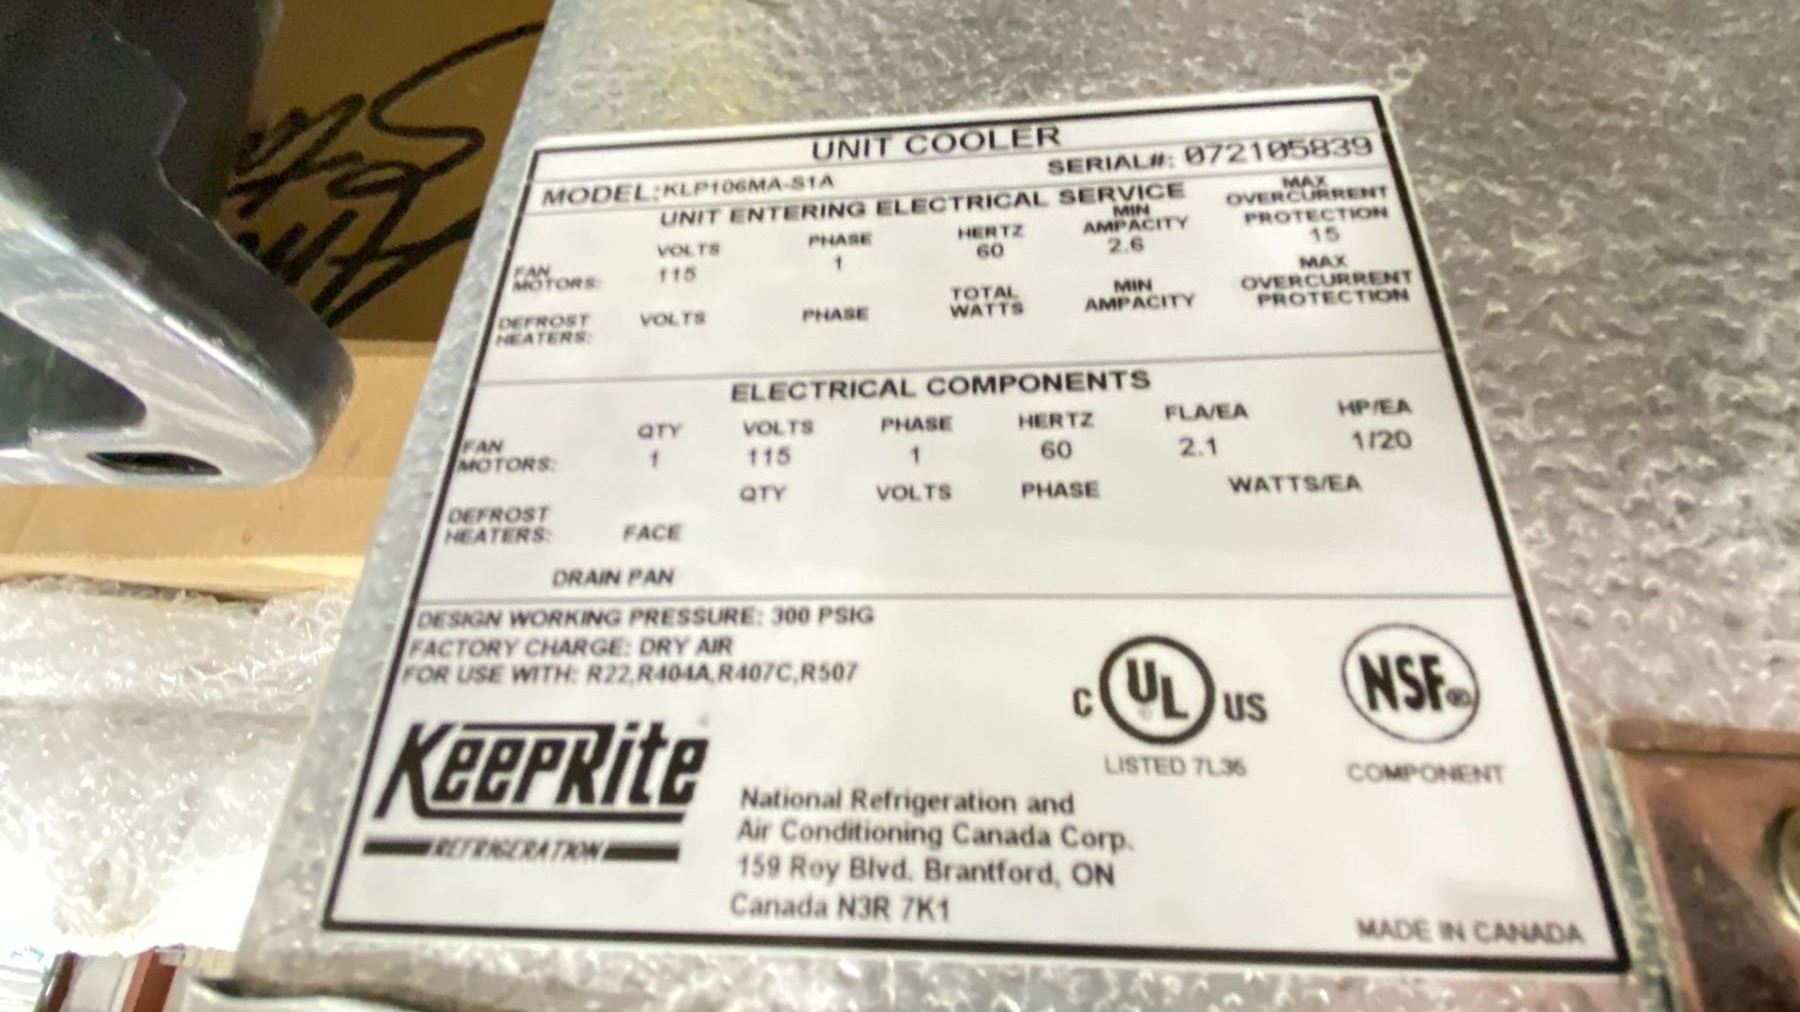 UNIT COOLER
MODEL: KLP106MA-S1A SERIAL#: 072105839
UNIT ENTERING ELECTRICAL SERVICE
VOLTS PHASE HERTZ MIN AMPACITY MAX OVERCURRENT PROTECTION
FAN MOTORS: 115 1 60 2.6 15
DEFROST HEATERS: VOLTS PHASE TOTAL WATTS MIN AMPACITY MAX OVERCURRENT PROTECTION
ELECTRICAL COMPONENTS
QTY VOLTS PHASE HERTZ FLA/EA HP/EA
FAN MOTORS: 1 115 1 60 2.1 1/20
QTY VOLTS PHASE WATTS/EA
DEFROST HEATERS: FACE
DRAIN PAN
DESIGN WORKING PRESSURE: 300 PSIG
FACTORY CHARGE: DRY AIR
FOR USE WITH: R22,R404A,R407C,R507
C UL US
LISTED 7L36
NSF®
COMPONENT
KeepRite
REFRIGERATION
National Refrigeration and
Air Conditioning Canada Corp.
159 Roy Blvd. Brantford, ON
Canada N3R 7K1
MADE IN CANADA